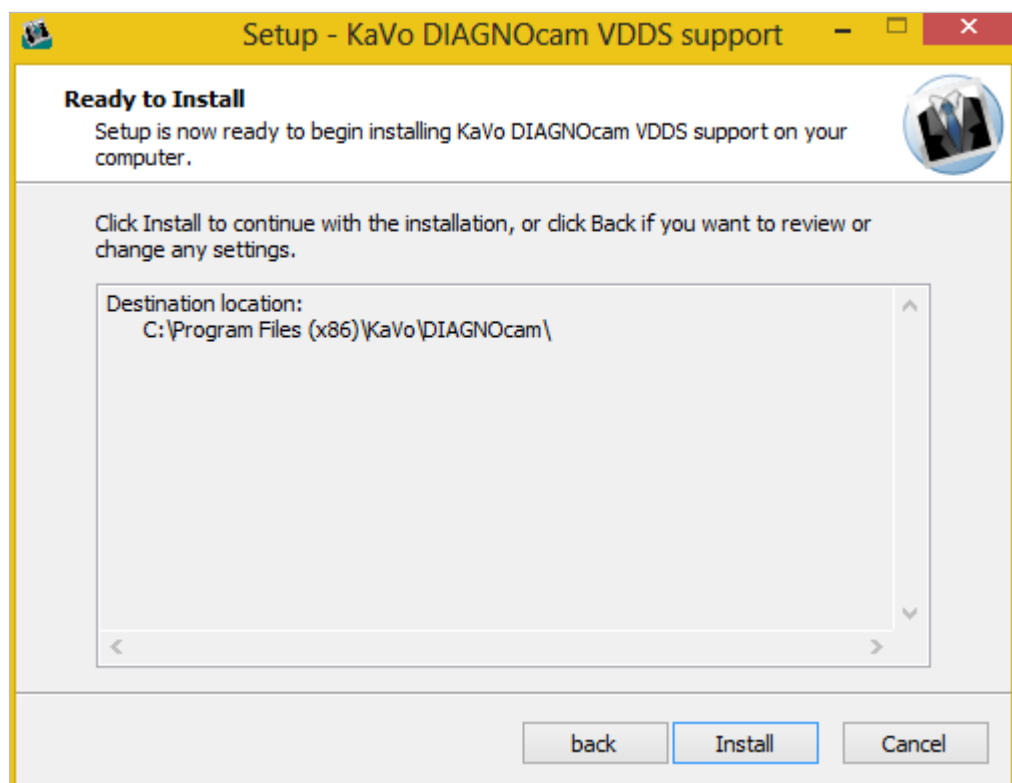 Setup - KaVo DIAGNOcam VDDS support
Ready to Install
Setup is now ready to begin installing KaVo DIAGNOcam VDDS support on your
computer.
Click Install to continue with the installation, or click Back if you want to review or
change any settings.
Destination location:
C:\Program Files (x86)\KaVo\DIAGNOcam\
back
Install
Cancel